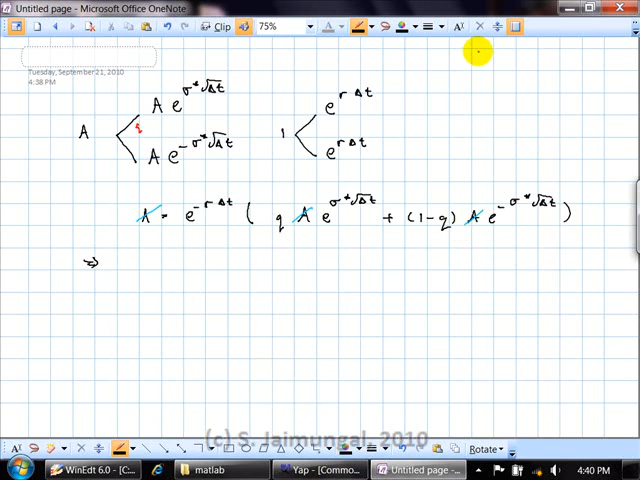 Untitled page - Microsoft Office OneNote
Clip 75%
Tuesday, September 21, 2010
4:38 PM
A
q
A e^{σ*√Δt}
A e^{-σ*√Δt}
1
e^{rΔt}
e^{rΔt}
A = e^{-rΔt} ( q A e^{σ*√Δt} + (1-q) A e^{-σ*√Δt} )
⇒
(c) S. Jaimungal, 2010
Rotate
WinEdt 6.0 - [C:... matlab Yap - [Commo... Untitled page -... 4:40 PM